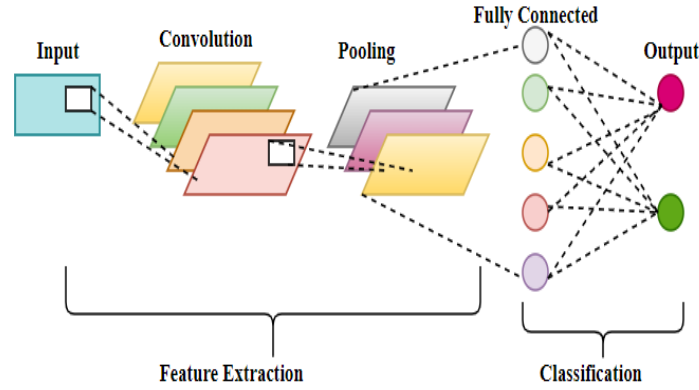 Fully Connected
Input
Convolution
Pooling
Output
Feature Extraction
Classification